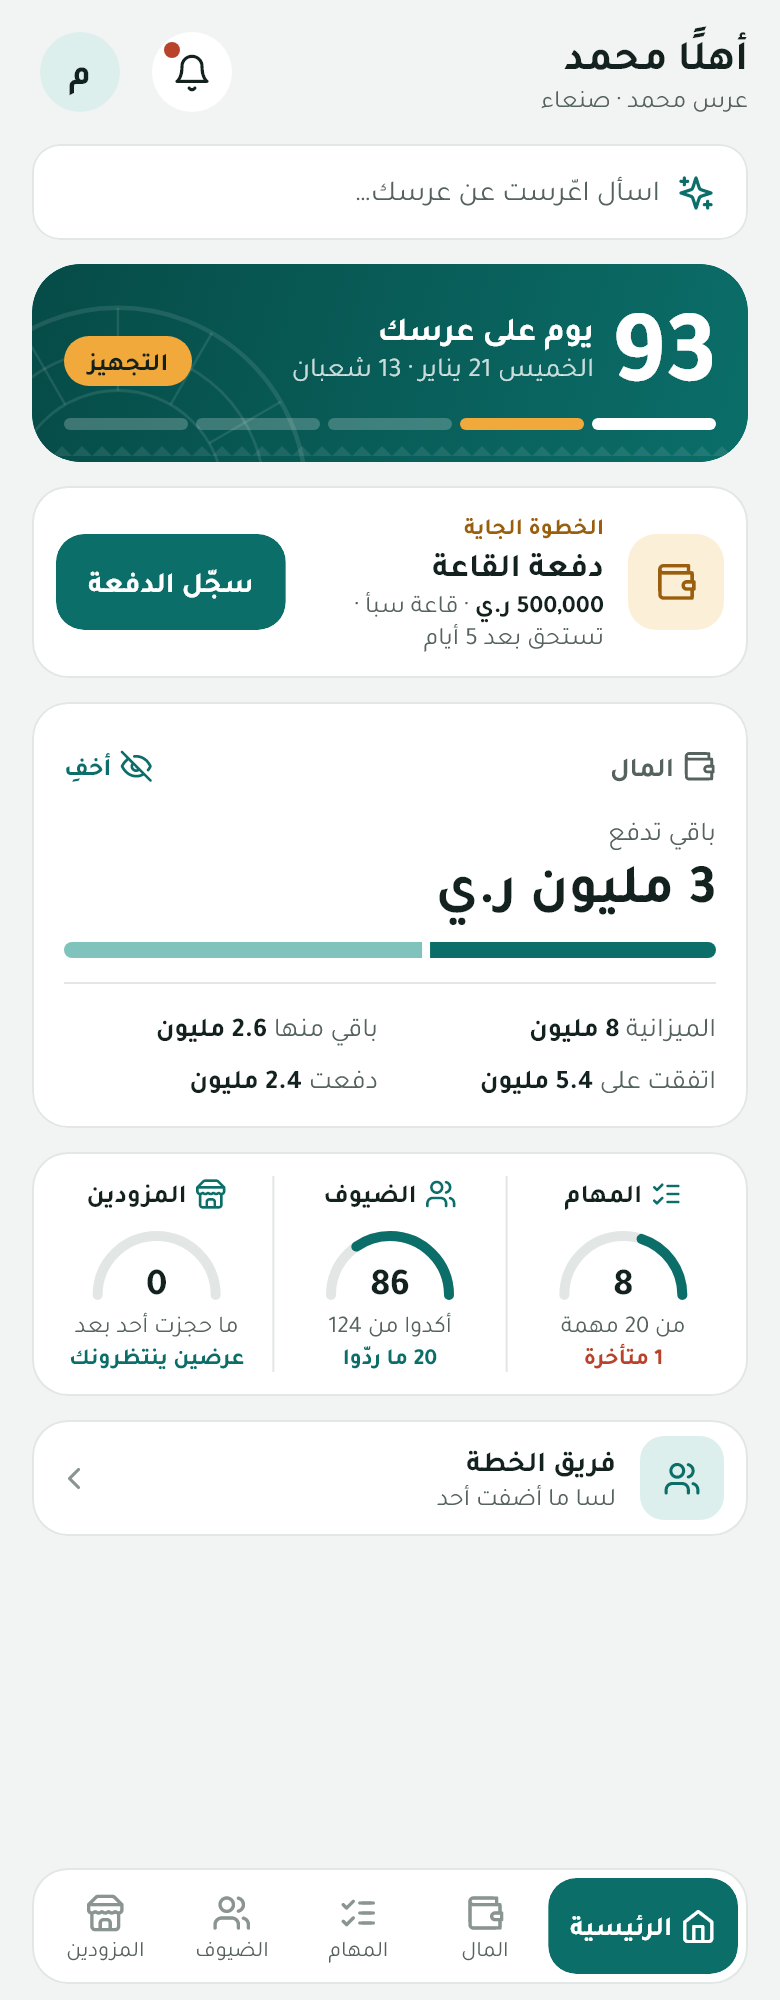 أهلًا محمد
عرس محمد · صنعاء
م
اسأل اعّرست عن عرسك...
93
يوم على عرسك
الخميس 21 يناير · 13 شعبان
التجهيز
الخطوة الجاية
دفعة القاعة
500,000 ر.ي · قاعة سبأ ·
تستحق بعد 5 أيام
سجّل الدفعة
المال
أخفِ
باقي تدفع
3 مليون ر.ي
الميزانية 8 مليون
باقي منها 2.6 مليون
اتفقت على 5.4 مليون
دفعت 2.4 مليون
المهام
8
من 20 مهمة
1 متأخرة
الضيوف
86
أكدوا من 124
20 ما ردّوا
المزودين
0
ما حجزت أحد بعد
عرضين ينتظرونك
فريق الخطة
لسا ما أضفت أحد
الرئيسية
المال
المهام
الضيوف
المزودين